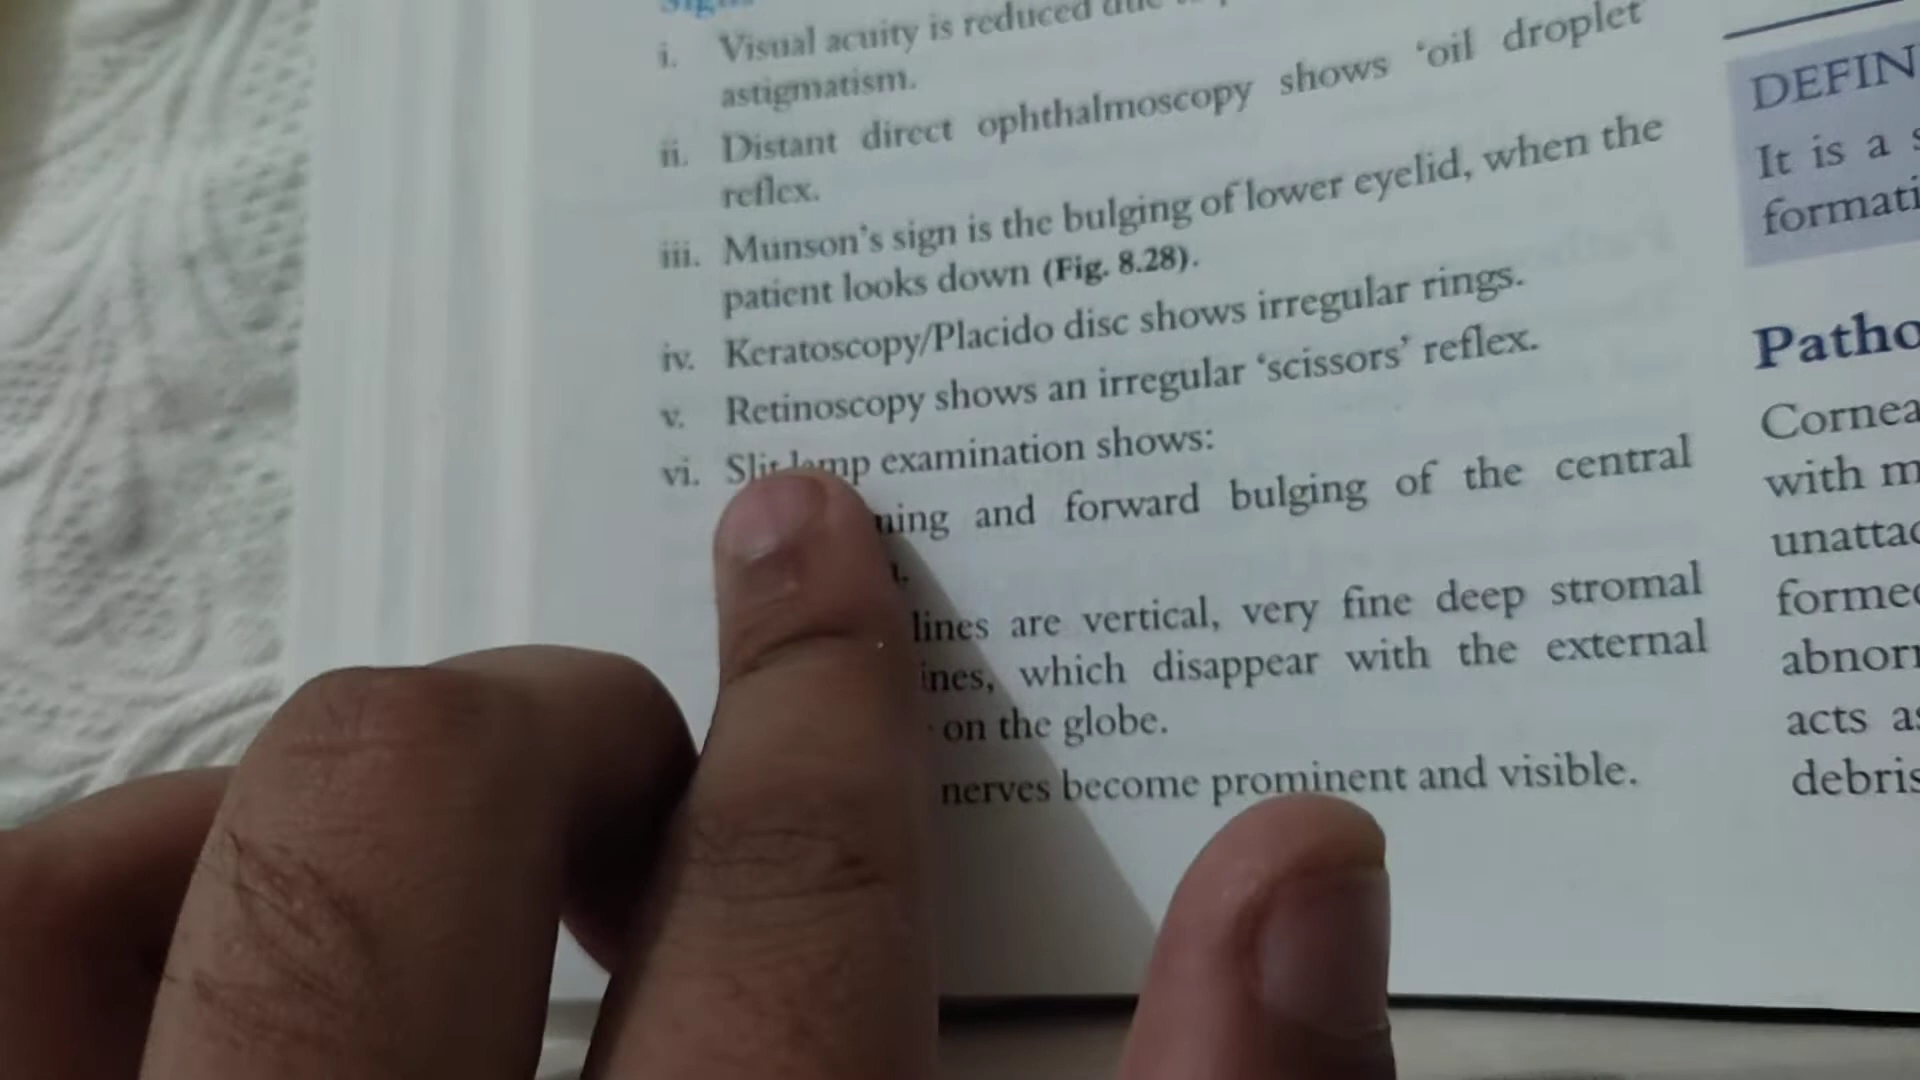 i. Visual acuity is reduced due
astigmatism.
ii. Distant direct ophthalmoscopy shows 'oil droplet
reflex.
iii. Munson's sign is the bulging of lower eyelid, when the
patient looks down (Fig. 8.28).
iv. Keratoscopy/Placido disc shows irregular rings.
v. Retinoscopy shows an irregular 'scissors' reflex.
vi. Slit lamp examination shows:
ning and forward bulging of the central
lines are vertical, very fine deep stromal
ines, which disappear with the external
on the globe.
nerves become prominent and visible.
DEFIN
It is a s
formati
Patho
Cornea
with m
unattac
formed
abnor
acts as
debris